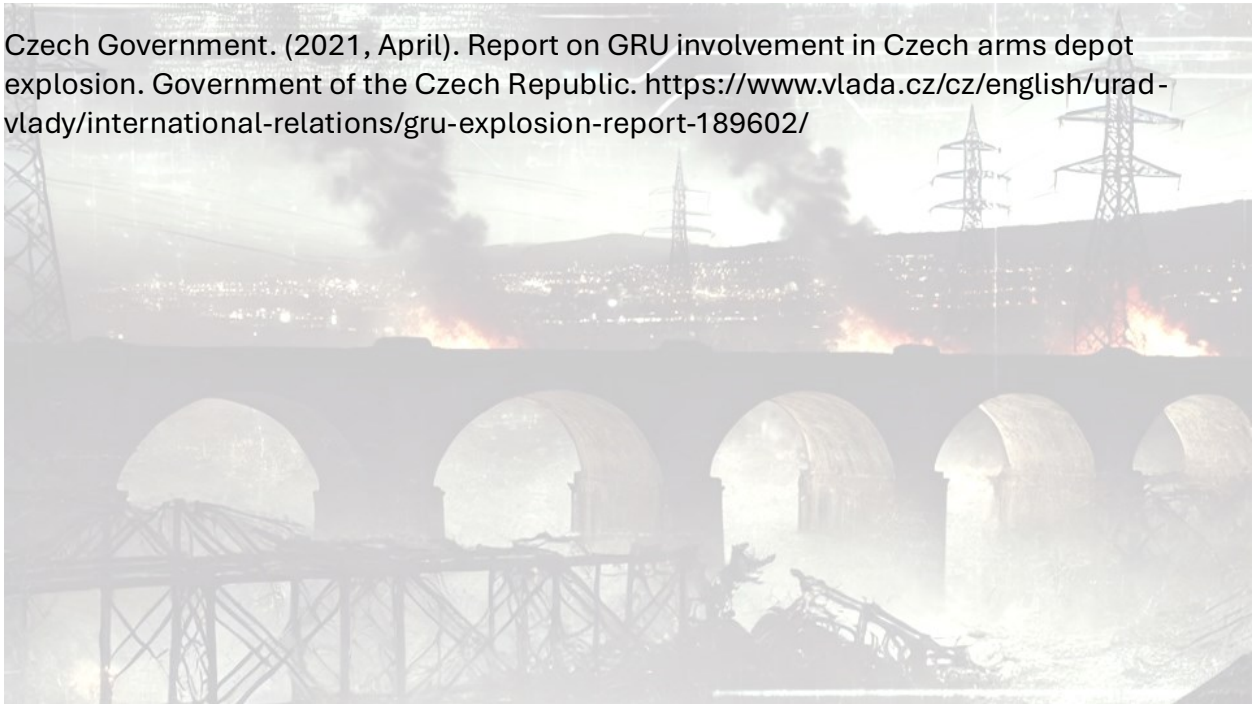 Czech Government. (2021, April). Report on GRU involvement in Czech arms depot
explosion. Government of the Czech Republic. https://www.vlada.cz/cz/english/urad-
vlady/international-relations/gru-explosion-report-189602/